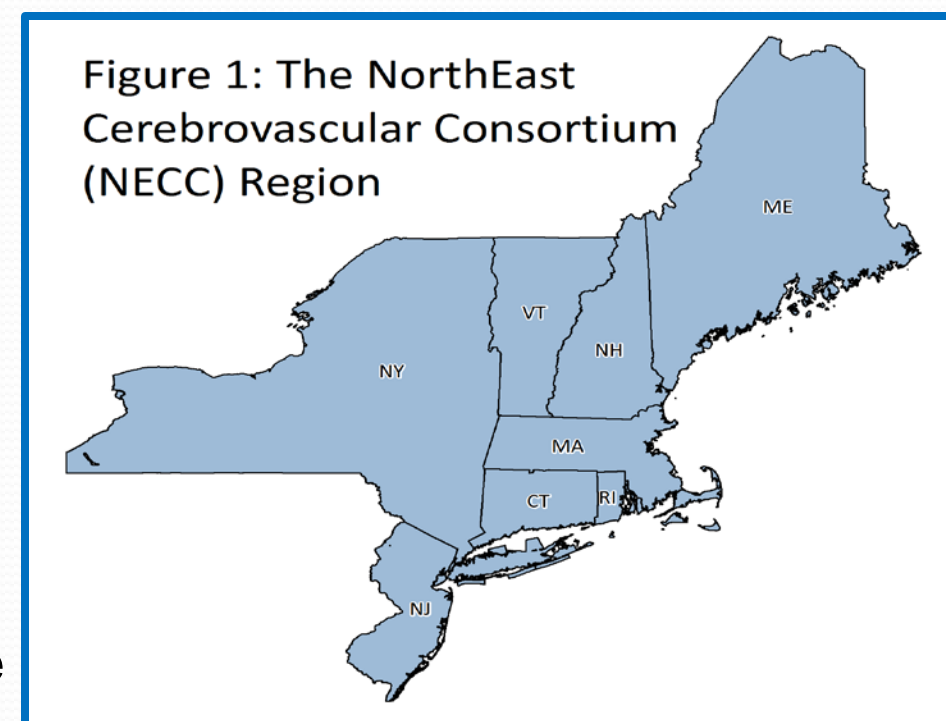 Figure 1: The NorthEast
Cerebrovascular Consortium
(NECC) Region
ME
VT
NH
NY
MA
CT
RI
NJ
e